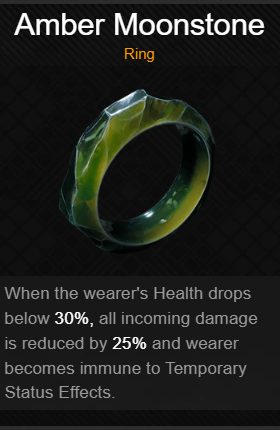 Amber Moonstone
Ring
When the wearer's Health drops
below 30%, all incoming damage
is reduced by 25% and wearer
becomes immune to Temporary
Status Effects.